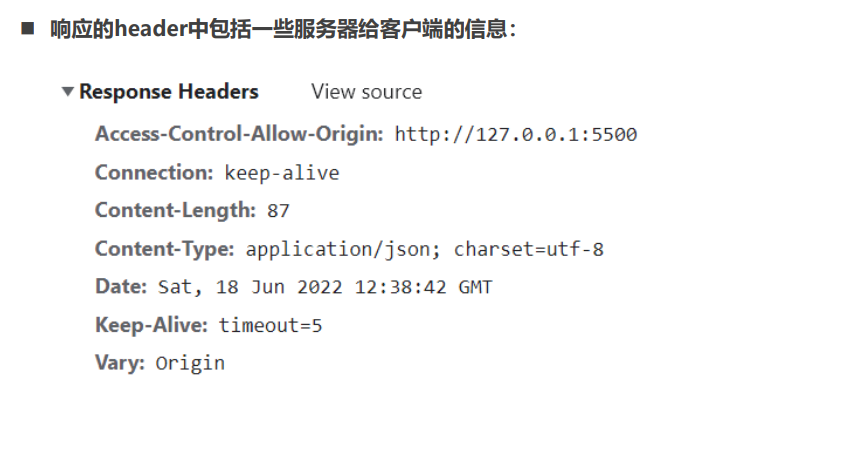 响应的header中包括一些服务器给客户端的信息：
Response Headers View source
Access-Control-Allow-Origin: http://127.0.0.1:5500
Connection: keep-alive
Content-Length: 87
Content-Type: application/json; charset=utf-8
Date: Sat, 18 Jun 2022 12:38:42 GMT
Keep-Alive: timeout=5
Vary: Origin